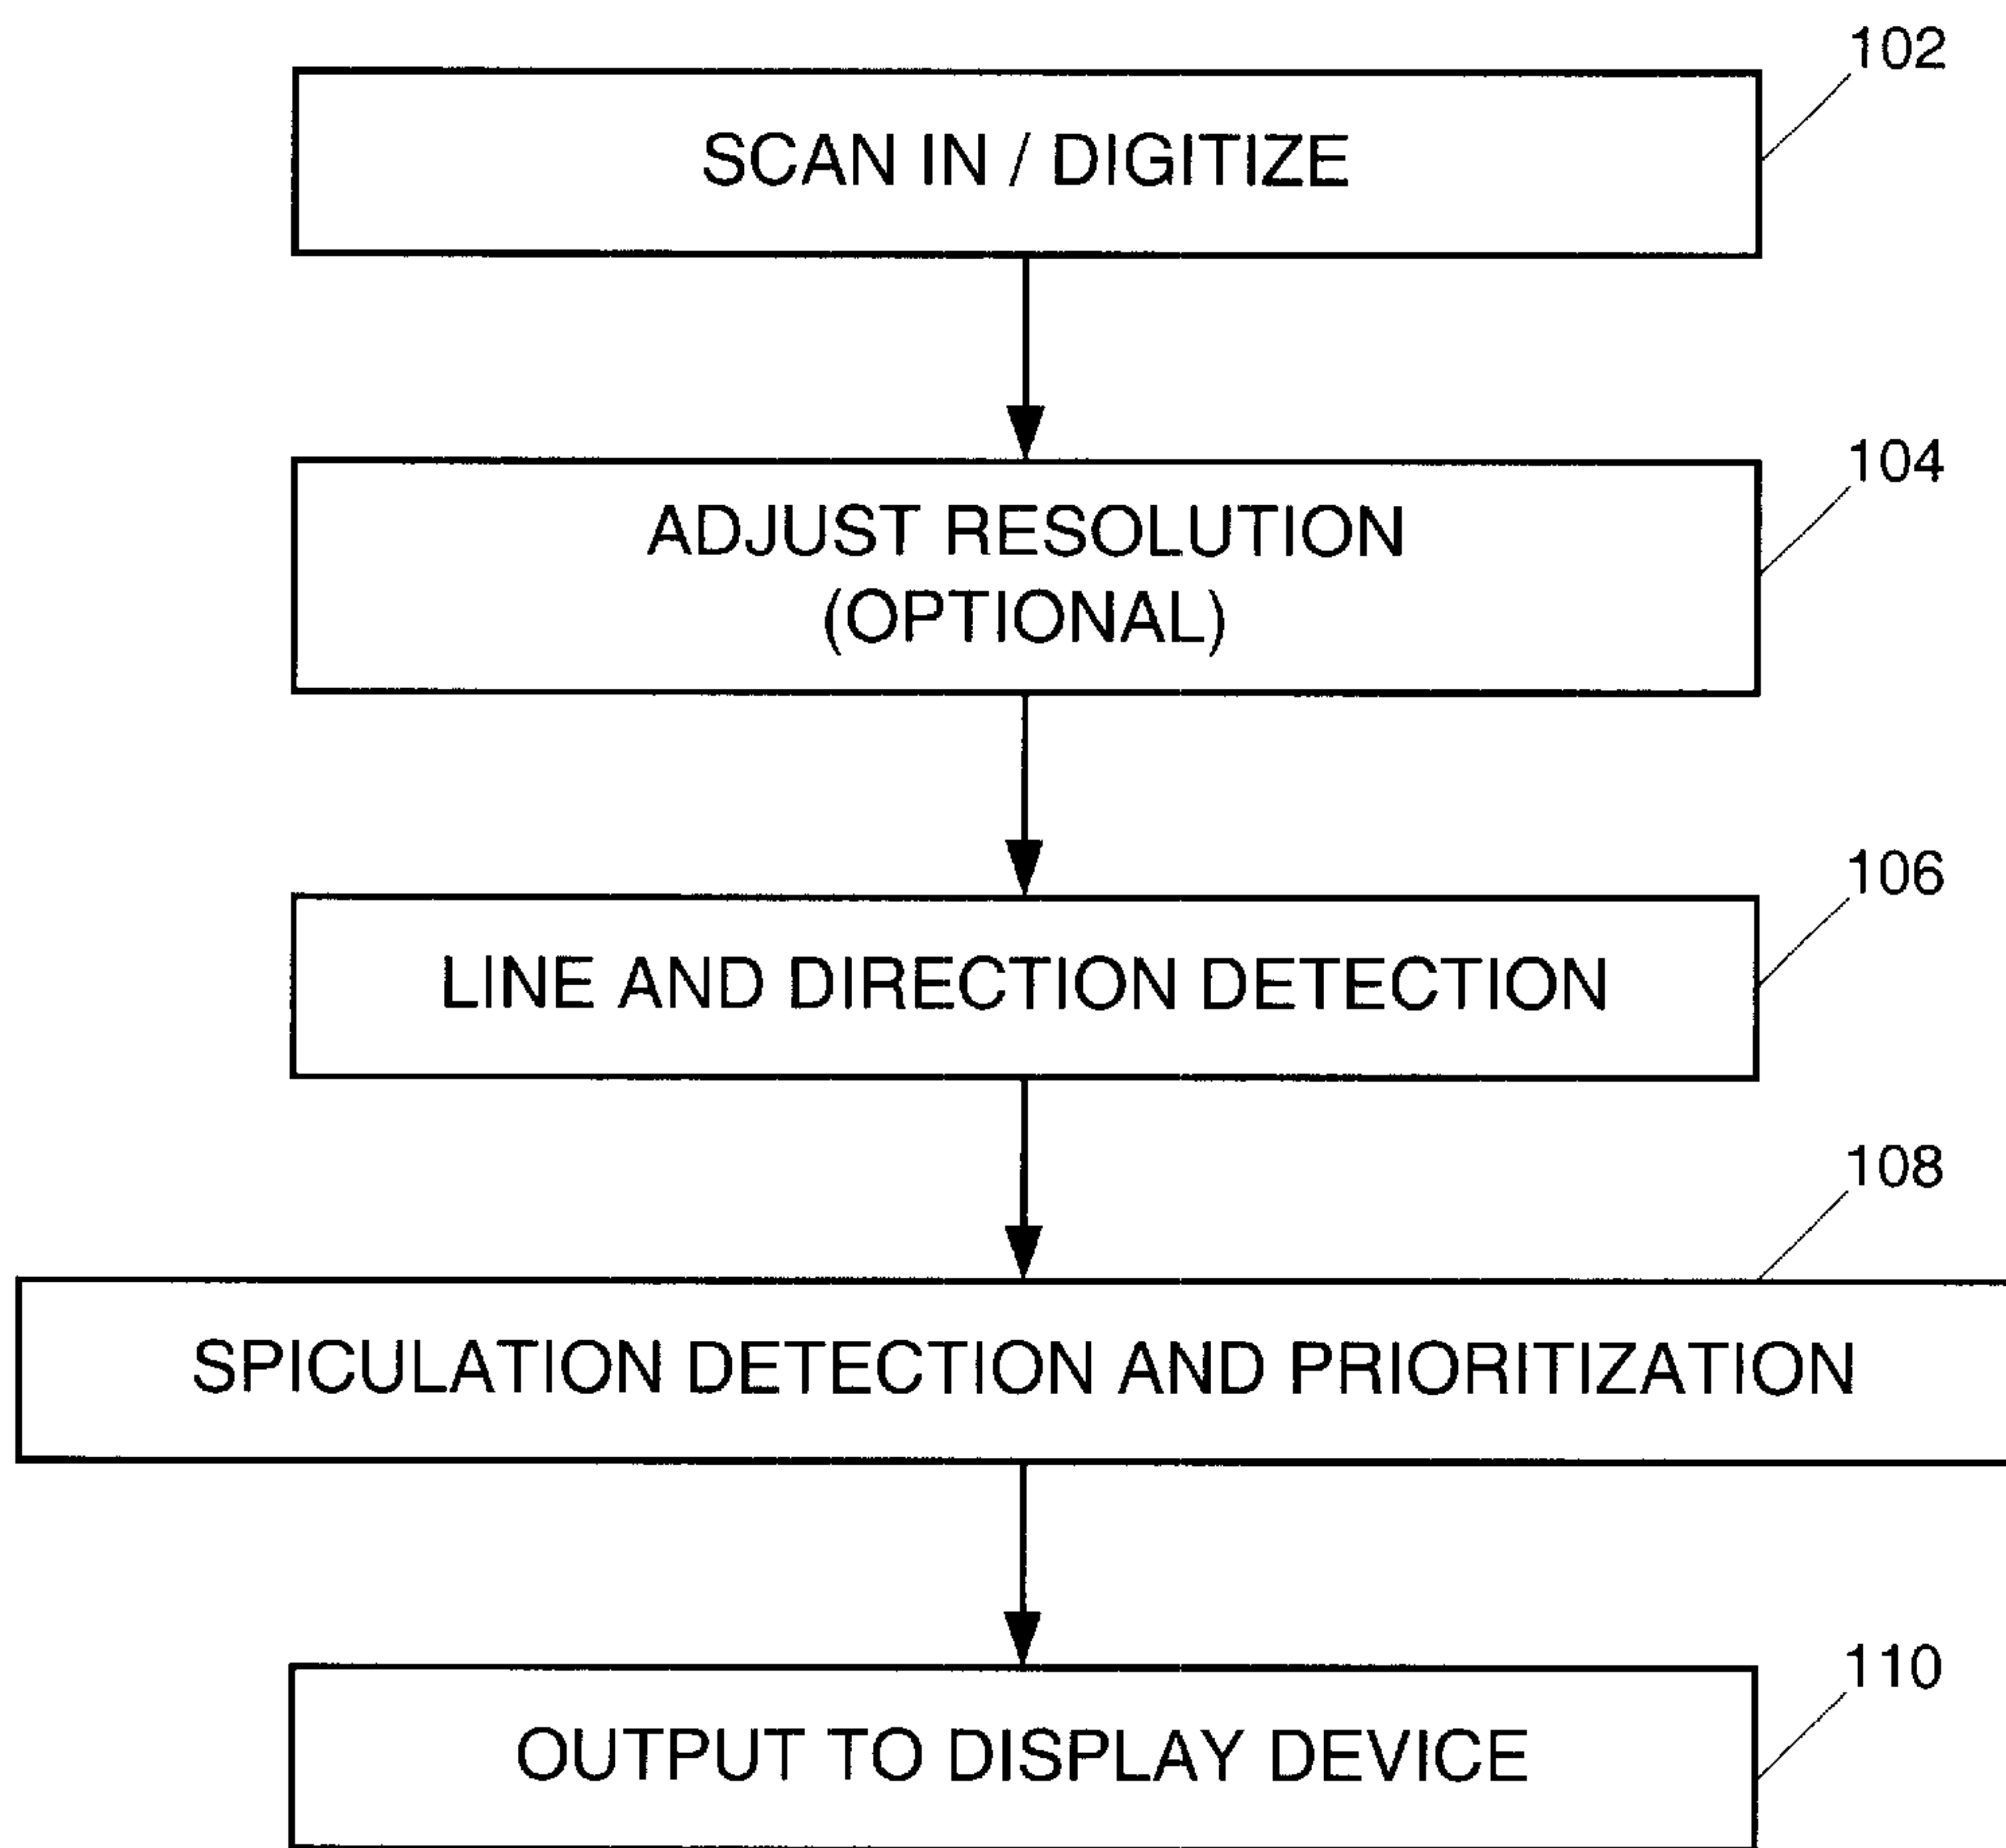 102
SCAN IN / DIGITIZE
104
ADJUST RESOLUTION
(OPTIONAL)
106
LINE AND DIRECTION DETECTION
108
SPICULATION DETECTION AND PRIORITIZATION
110
OUTPUT TO DISPLAY DEVICE